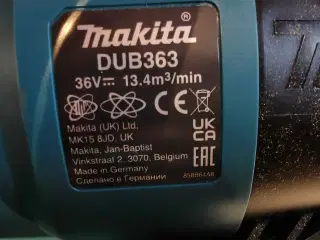 makita®
DUB363
36V⎓ 13.4m³/min
CE
UK
CA
EAC
Makita (UK) Ltd,
MK15 8JD, UK
Makita, Jan-Baptist
Vinkstraat 2, 3070, Belgium
Made in Germany
Сделано в Германии